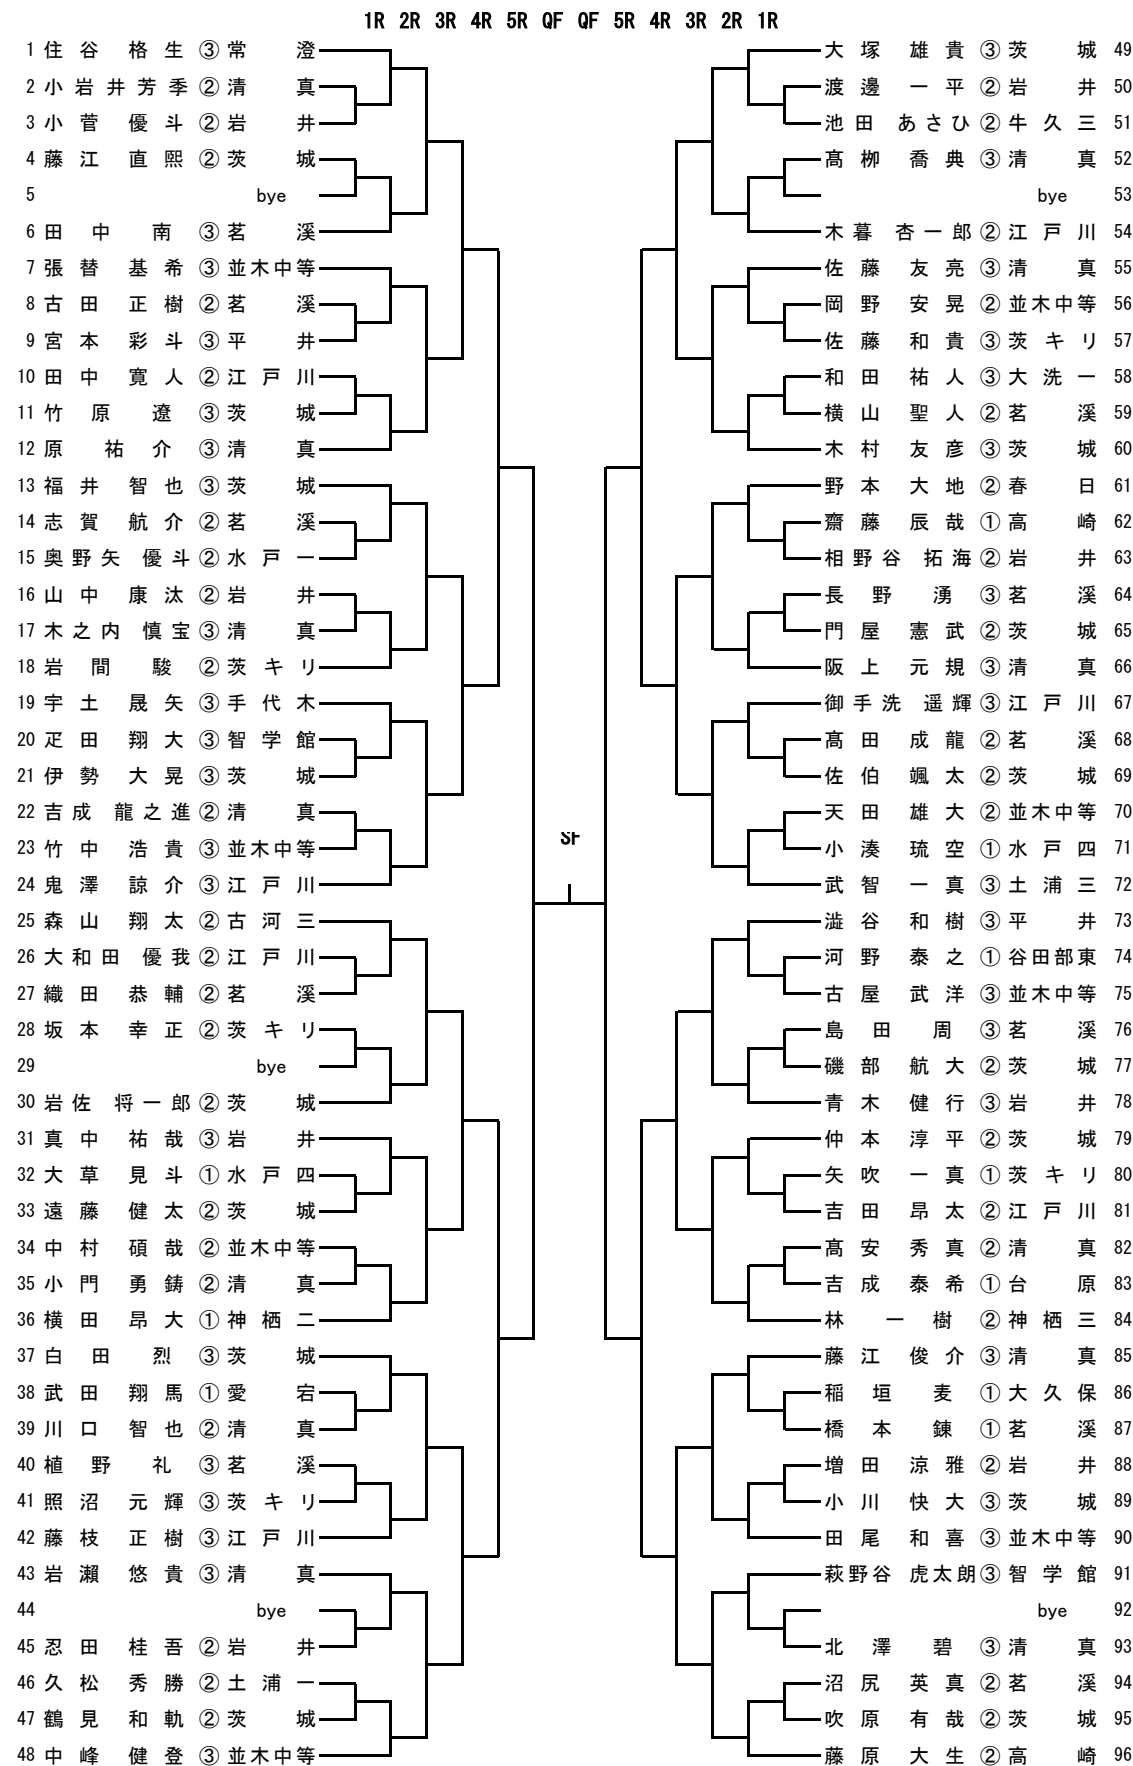 1R 2R 3R 4R 5R QF QF 5R 4R 3R 2R 1R
1 住谷 格生 ③ 常澄
2 小岩井芳季 ② 清真
3 小菅 優斗 ② 岩井
4 藤江 直熙 ② 茨城
5 bye
6 田中 南 ③ 茗溪
7 張替 基希 ③ 並木中等
8 古田 正樹 ② 茗溪
9 宮本 彩斗 ③ 平井
10 田中 寛人 ② 江戸川
11 竹原 遼 ③ 茨城
12 原 祐介 ③ 清真
13 福井 智也 ③ 茨城
14 志賀 航介 ② 茗溪
15 奥野矢 優斗 ② 水戸一
16 山中 康汰 ② 岩井
17 木之内 慎宝 ③ 清真
18 岩間 駿 ② 茨キリ
19 宇土 晟矢 ③ 手代木
20 疋田 翔大 ③ 智学館
21 伊勢 大晃 ③ 茨城
22 吉成 龍之進 ② 清真
23 竹中 浩貴 ③ 並木中等
24 鬼澤 諒介 ③ 江戸川
25 森山 翔太 ② 古河三
26 大和田 優我 ② 江戸川
27 織田 恭輔 ② 茗溪
28 坂本 幸正 ② 茨キリ
29 bye
30 岩佐 将一郎 ② 茨城
31 真中 祐哉 ③ 岩井
32 大草 見斗 ① 水戸四
33 遠藤 健太 ② 茨城
34 中村 碩哉 ② 並木中等
35 小門 勇鋳 ② 清真
36 横田 昂大 ① 神栖二
37 白田 烈 ③ 茨城
38 武田 翔馬 ① 愛宕
39 川口 智也 ② 清真
40 植野 礼 ③ 茗溪
41 照沼 元輝 ③ 茨キリ
42 藤枝 正樹 ③ 江戸川
43 岩瀬 悠貴 ③ 清真
44 bye
45 忍田 桂吾 ② 岩井
46 久松 秀勝 ② 土浦一
47 鶴見 和軌 ② 茨城
48 中峰 健登 ③ 並木中等
SF
大塚 雄貴 ③ 茨城 49
渡邊 一平 ② 岩井 50
池田 あさひ ② 牛久三 51
髙栁 喬典 ③ 清真 52
bye 53
木暮 杏一郎 ② 江戸川 54
佐藤 友亮 ③ 清真 55
岡野 安晃 ② 並木中等 56
佐藤 和貴 ③ 茨キリ 57
和田 祐人 ③ 大洗一 58
横山 聖人 ② 茗溪 59
木村 友彦 ③ 茨城 60
野本 大地 ② 春日 61
齋藤 辰哉 ① 高崎 62
相野谷 拓海 ② 岩井 63
長野 湧 ③ 茗溪 64
門屋 憲武 ② 茨城 65
阪上 元規 ③ 清真 66
御手洗 遥輝 ③ 江戸川 67
髙田 成龍 ② 茗溪 68
佐伯 颯太 ② 茨城 69
天田 雄大 ② 並木中等 70
小湊 琉空 ① 水戸四 71
武智 一真 ③ 土浦三 72
澁谷 和樹 ③ 平井 73
河野 泰之 ① 谷田部東 74
古屋 武洋 ③ 並木中等 75
島田 周 ③ 茗溪 76
磯部 航大 ② 茨城 77
青木 健行 ③ 岩井 78
仲本 淳平 ② 茨城 79
矢吹 一真 ① 茨キリ 80
吉田 昂太 ② 江戸川 81
髙安 秀真 ② 清真 82
吉成 泰希 ① 台原 83
林 一樹 ② 神栖三 84
藤江 俊介 ③ 清真 85
稲垣 麦 ① 大久保 86
橋本 錬 ① 茗溪 87
増田 涼雅 ② 岩井 88
小川 快大 ③ 茨城 89
田尾 和喜 ③ 並木中等 90
萩野谷 虎太朗 ③ 智学館 91
bye 92
北澤 碧 ③ 清真 93
沼尻 英真 ② 茗溪 94
吹原 有哉 ② 茨城 95
藤原 大生 ② 高崎 96